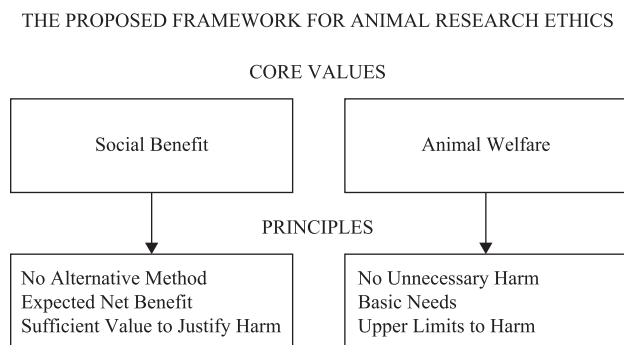 THE PROPOSED FRAMEWORK FOR ANIMAL RESEARCH ETHICS
CORE VALUES
Social Benefit
Animal Welfare
PRINCIPLES
No Alternative Method
Expected Net Benefit
Sufficient Value to Justify Harm
No Unnecessary Harm
Basic Needs
Upper Limits to Harm